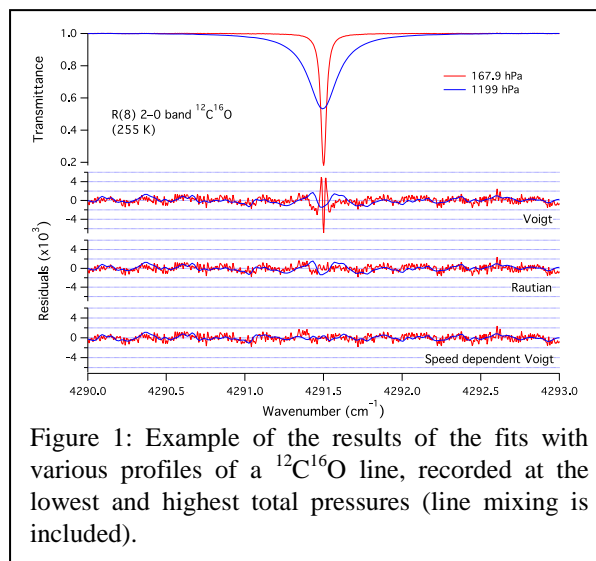 1.0
0.8
0.6
0.4
0.2
Transmittance
R(8) 2–0 band ¹²C¹⁶O
(255 K)
167.9 hPa
1199 hPa
Residuals (x10³)
4
0
-4
Voigt
4
0
-4
Rautian
4
0
-4
Speed dependent Voigt
4290.0 4290.5 4291.0 4291.5 4292.0 4292.5 4293.0
Wavenumber (cm⁻¹)
Figure 1: Example of the results of the fits with
various profiles of a ¹²C¹⁶O line, recorded at the
lowest and highest total pressures (line mixing is
included).